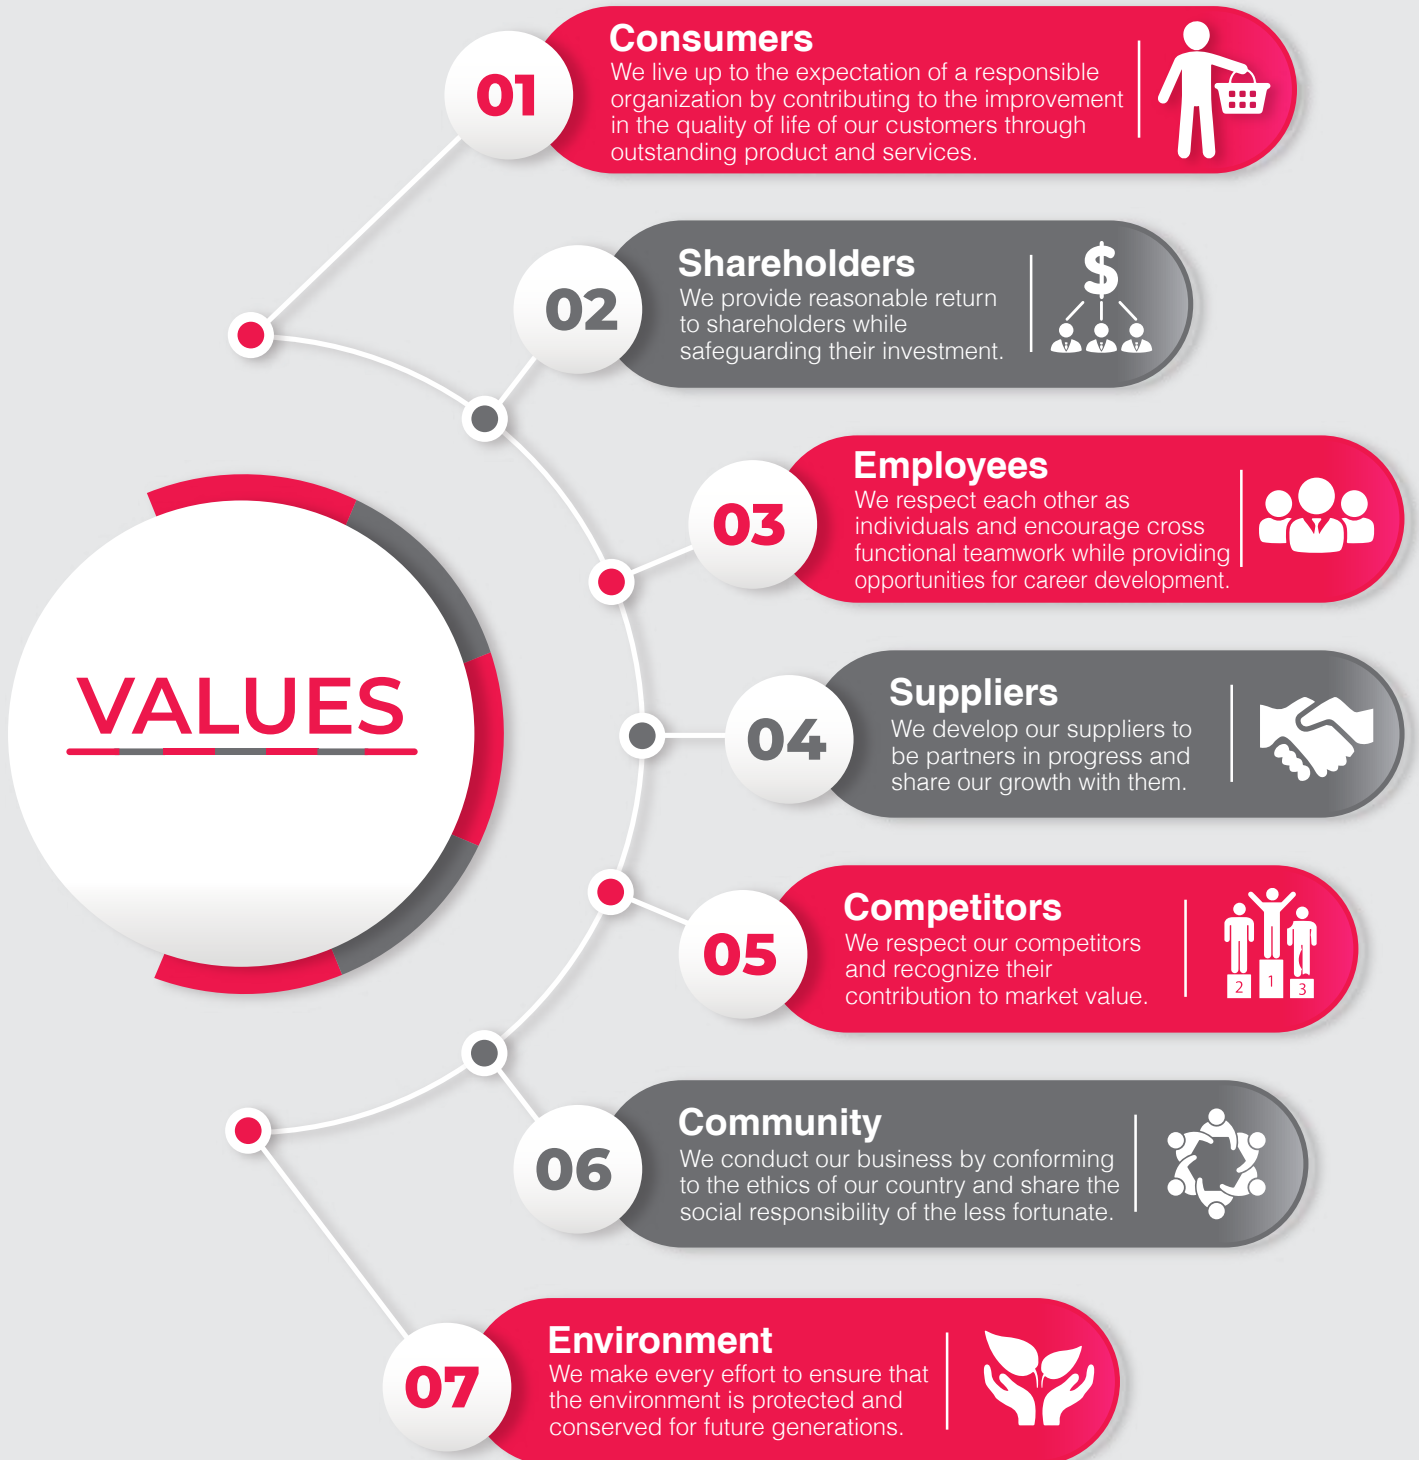 01
Consumers
We live up to the expectation of a responsible
organization by contributing to the improvement
in the quality of life of our customers through
outstanding product and services.
02
Shareholders
We provide reasonable return
to shareholders while
safeguarding their investment.
$
03
Employees
We respect each other as
individuals and encourage cross
functional teamwork while providing
opportunities for career development.
VALUES
04
Suppliers
We develop our suppliers to
be partners in progress and
share our growth with them.
05
Competitors
We respect our competitors
and recognize their
contribution to market value.
2 1 3
06
Community
We conduct our business by conforming
to the ethics of our country and share the
social responsibility of the less fortunate.
07
Environment
We make every effort to ensure that
the environment is protected and
conserved for future generations.